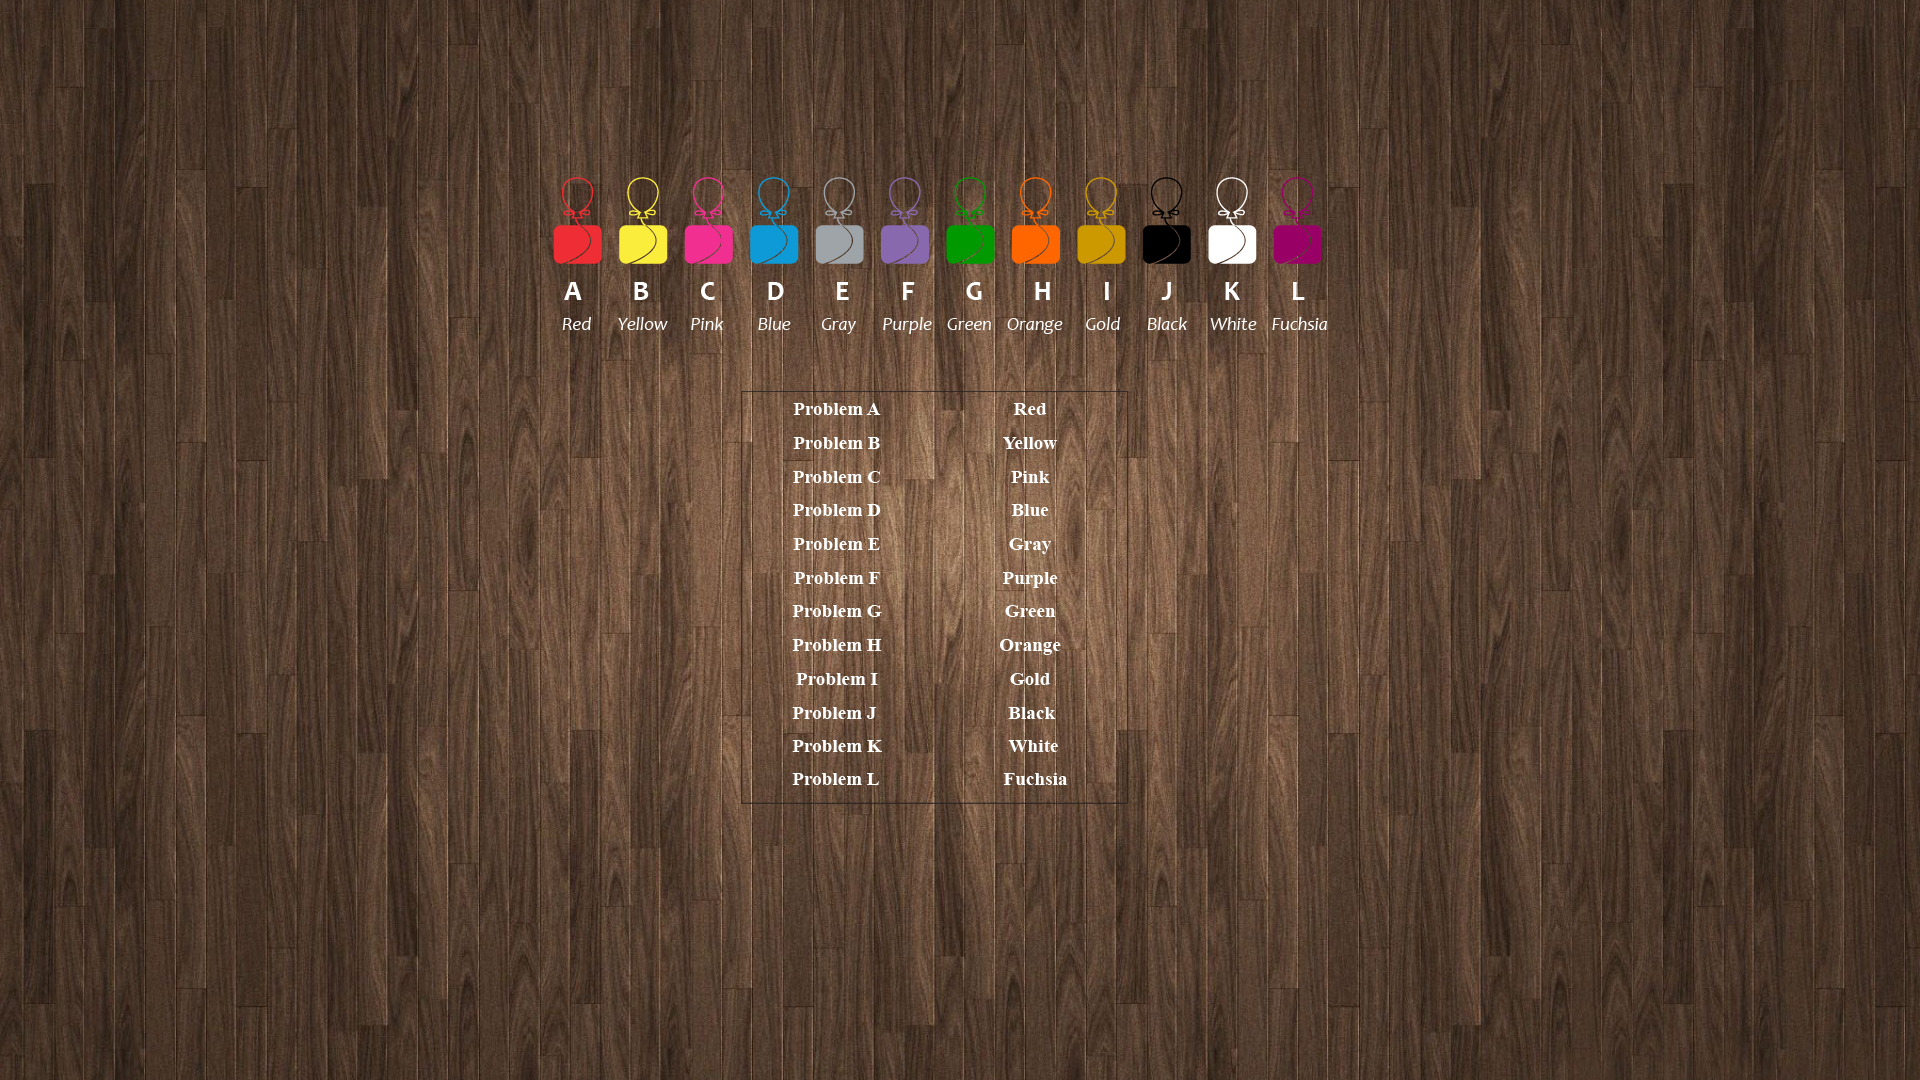 A B C D E F G H I J K L
Red Yellow Pink Blue Gray Purple Green Orange Gold Black White Fuchsia
Problem A Red
Problem B Yellow
Problem C Pink
Problem D Blue
Problem E Gray
Problem F Purple
Problem G Green
Problem H Orange
Problem I Gold
Problem J Black
Problem K White
Problem L Fuchsia